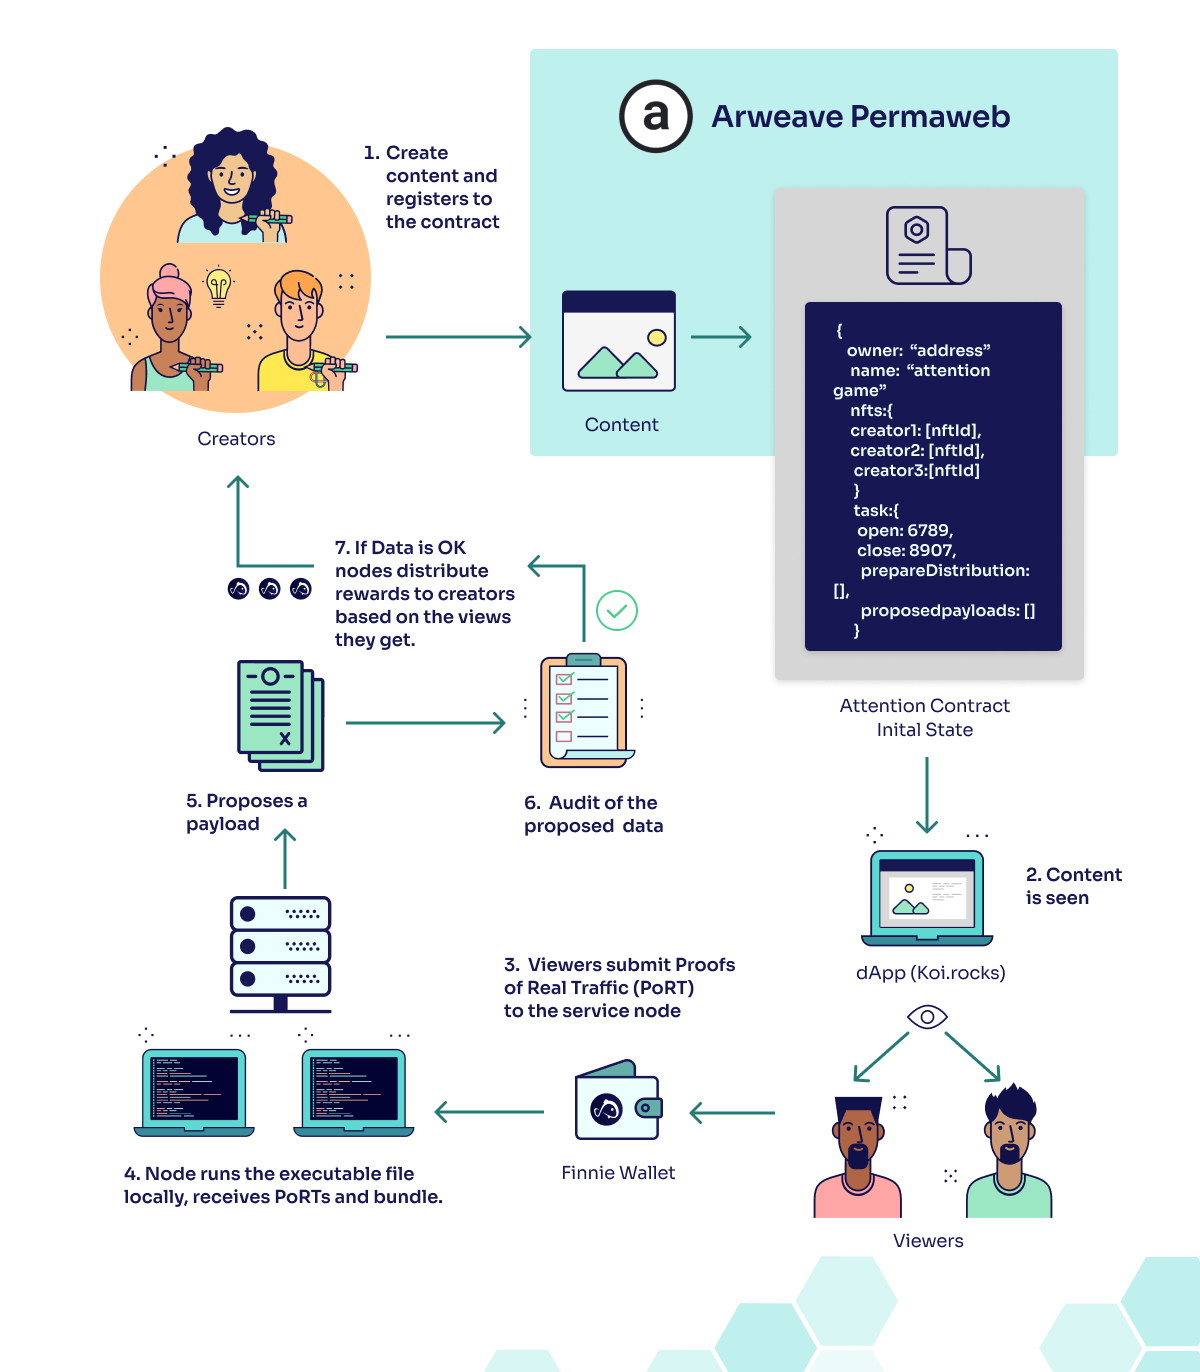 a Arweave Permaweb
1. Create
content and
registers to
the contract
{
owner: “address”
name: “attention
game”
nfts:{
creator1: [nftId],
creator2: [nftId],
creator3:[nftId]
}
task:{
open: 6789,
close: 8907,
prepareDistribution:
[],
proposedpayloads: []
}
Content
Creators
Attention Contract
Inital State
7. If Data is OK
nodes distribute
rewards to creators
based on the views
they get.
5. Proposes a
payload
6. Audit of the
proposed data
2. Content
is seen
dApp (Koi.rocks)
3. Viewers submit Proofs
of Real Traffic (PoRT)
to the service node
Finnie Wallet
4. Node runs the executable file
locally, receives PoRTs and bundle.
Viewers